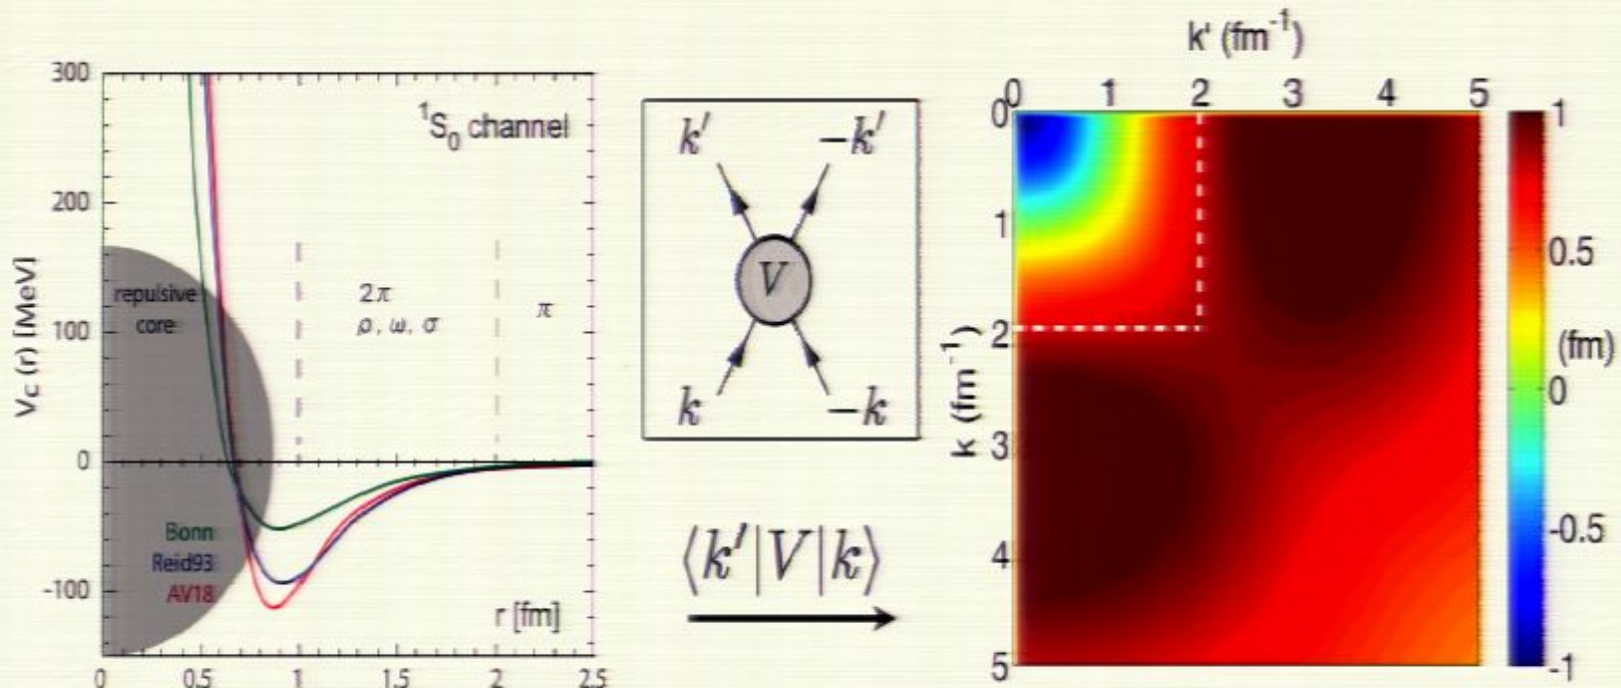 300
200
100
0
-100
V_C (r) [MeV]
¹S₀ channel
repulsive
core
2π
ρ, ω, σ
π
Bonn
Reid93
AV18
r [fm]
0 0.5 1 1.5 2 2.5
k′ −k′
V
k −k
⟨k′|V|k⟩
k' (fm⁻¹)
0 1 2 3 4 5
k (fm⁻¹)
0
1
2
3
4
5
1
0.5
(fm)
0
-0.5
-1